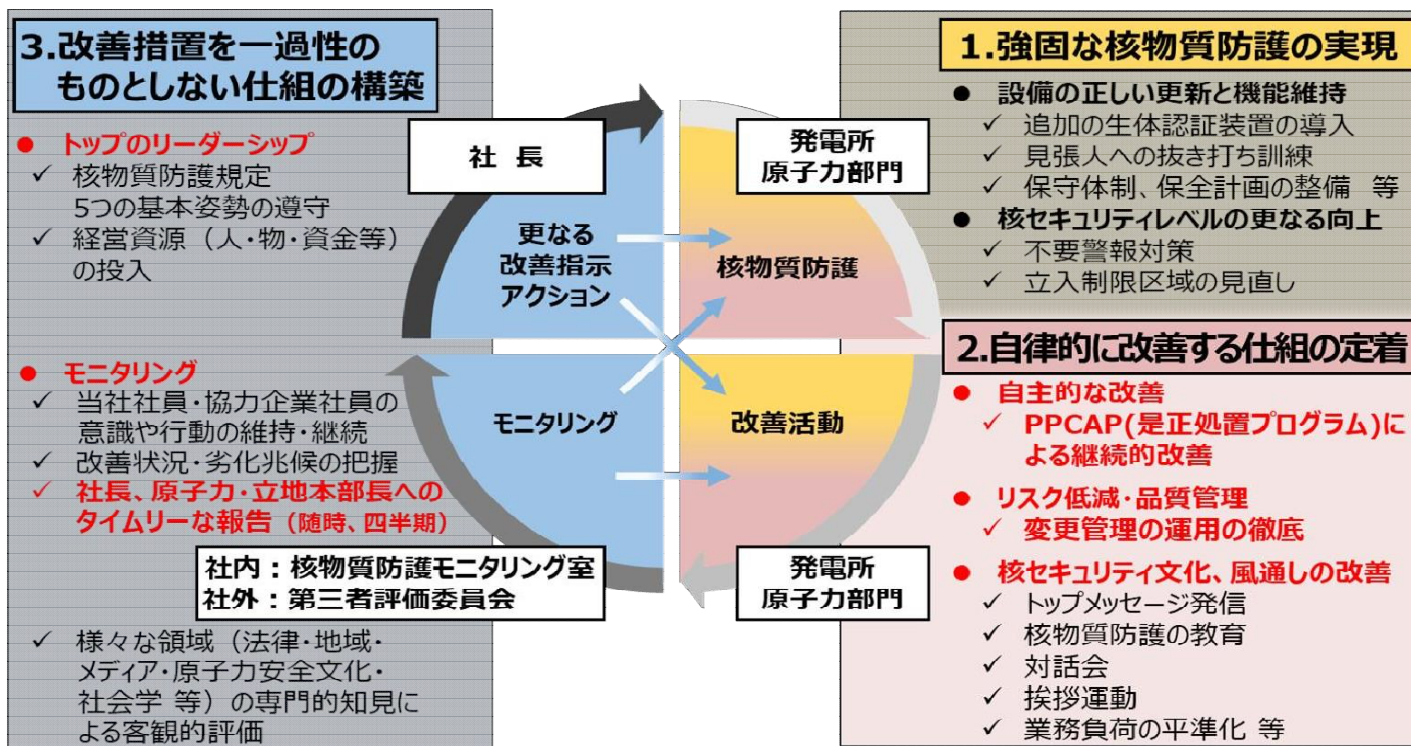 3.改善措置を一過性の
ものとしない仕組の構築
● トップのリーダーシップ
✓ 核物質防護規定
5つの基本姿勢の遵守
✓ 経営資源（人・物・資金等）
の投入
● モニタリング
✓ 当社社員・協力企業社員の
意識や行動の維持・継続
✓ 改善状況・劣化兆候の把握
✓ 社長、原子力・立地本部長への
タイムリーな報告（随時、四半期）
社内：核物質防護モニタリング室
社外：第三者評価委員会
✓ 様々な領域（法律・地域・
メディア・原子力安全文化・
社会学 等）の専門的知見に
よる客観的評価
社 長
更なる
改善指示
アクション
モニタリング
発電所
原子力部門
核物質防護
改善活動
発電所
原子力部門
1.強固な核物質防護の実現
● 設備の正しい更新と機能維持
✓ 追加の生体認証装置の導入
✓ 見張人への抜き打ち訓練
✓ 保守体制、保全計画の整備 等
● 核セキュリティレベルの更なる向上
✓ 不要警報対策
✓ 立入制限区域の見直し
2.自律的に改善する仕組の定着
● 自主的な改善
✓ PPCAP(是正処置プログラム)に
よる継続的改善
● リスク低減・品質管理
✓ 変更管理の運用の徹底
● 核セキュリティ文化、風通しの改善
✓ トップメッセージ発信
✓ 核物質防護の教育
✓ 対話会
✓ 挨拶運動
✓ 業務負荷の平準化 等